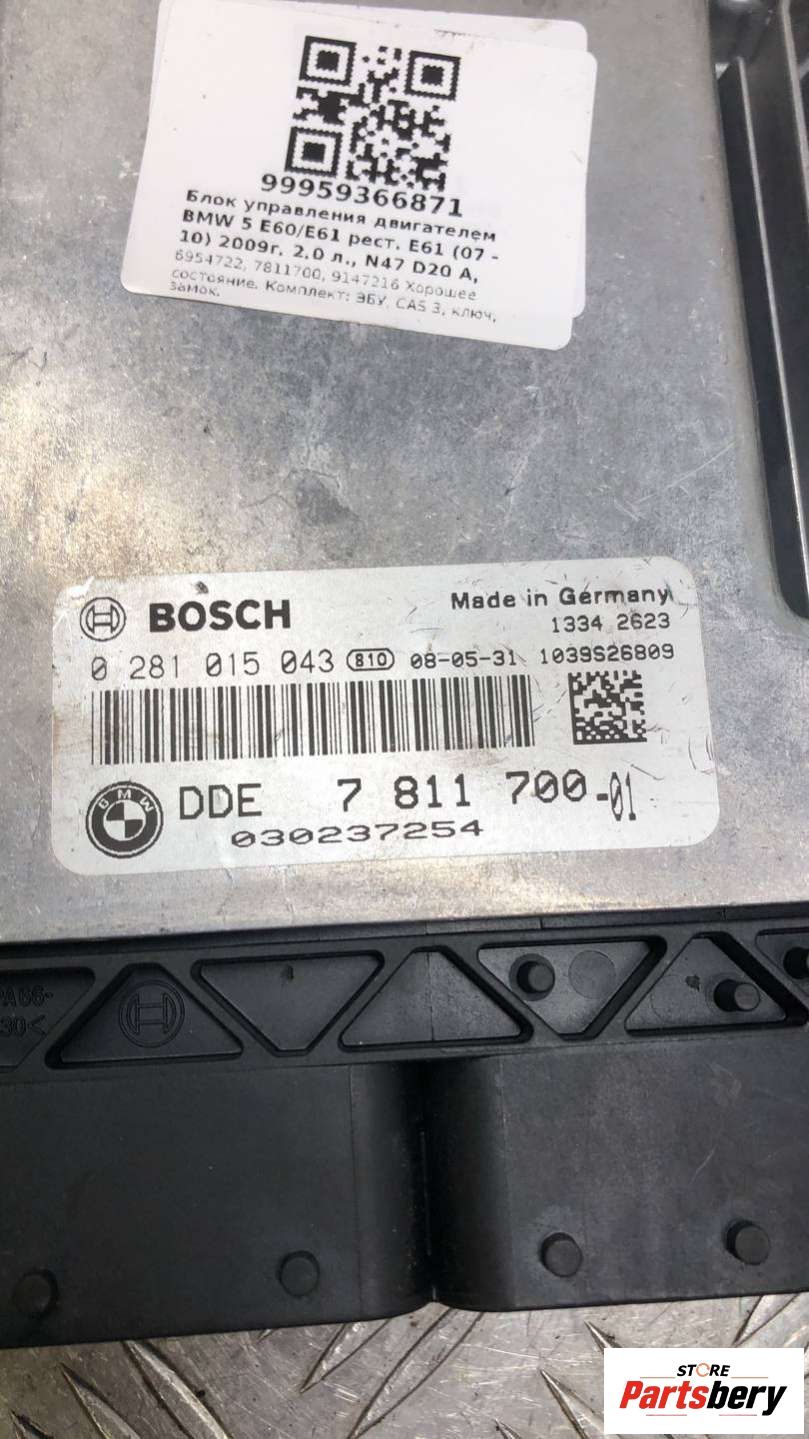 99959366871
Блок управления двигателем
BMW 5 E60/E61 рест. E61 (07 -
10) 2009г. 2.0 л., N47 D20 A,
6954722, 7811700, 9147216 Хорошее
состояние. Комплект: ЭБУ, CAS 3, ключ,
замок.
BOSCH Made in Germany
1334 2623
0 281 015 043 810 08-05-31 1039S26809
BMW DDE 7 811 700-01
030237254
STORE
Partsbery